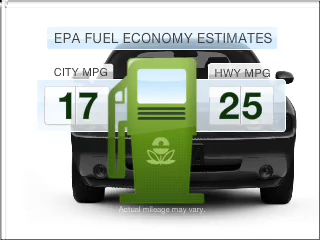 EPA FUEL ECONOMY ESTIMATES
CITY MPG
HWY MPG
17
25
Actual mileage may vary.